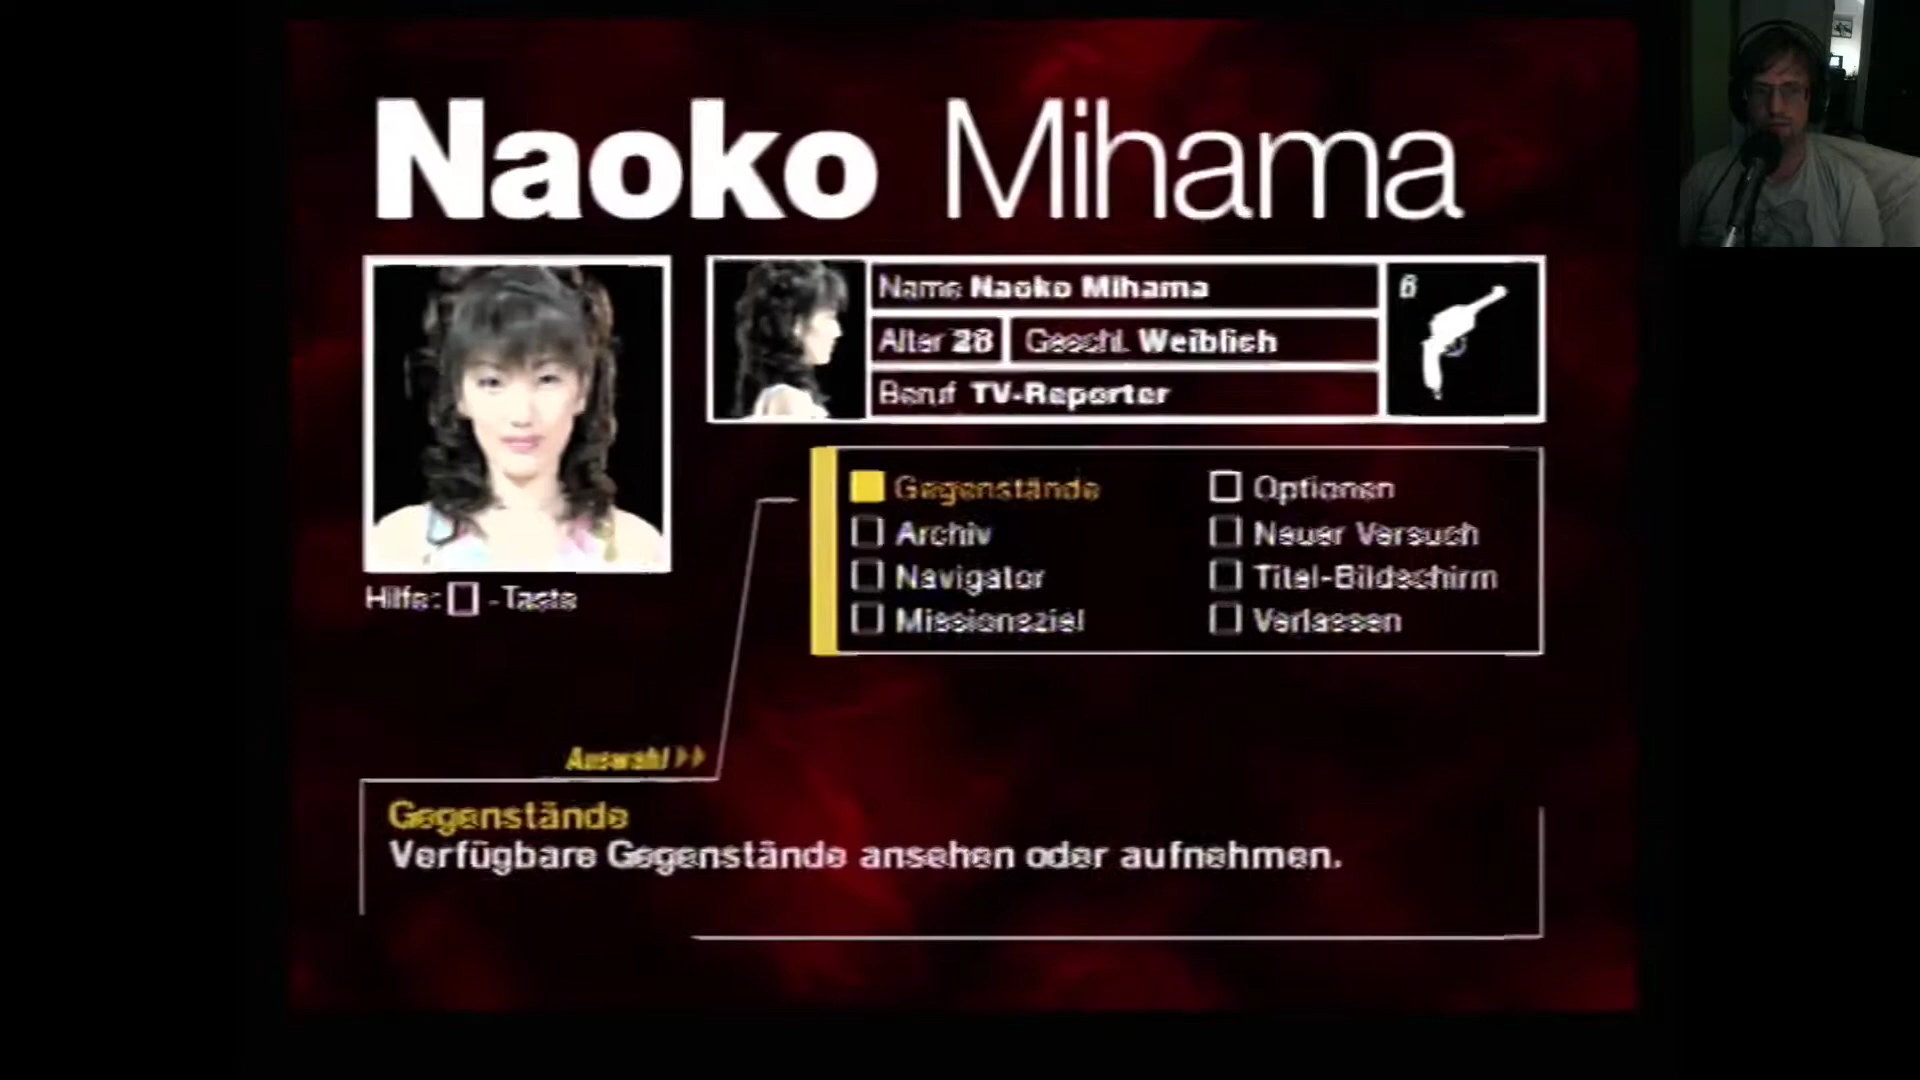 Naoko Mihama
Name Naoko Mihama
6
Alter 28 Geschl. Weiblich
Beruf TV-Reporter
Gegenstände
Optionen
Archiv
Neuer Versuch
Navigator
Titel-Bildschirm
Missionsziel
Verlassen
Hilfe: □ -Taste
Auswahl
Gegenstände
Verfügbare Gegenstände ansehen oder aufnehmen.